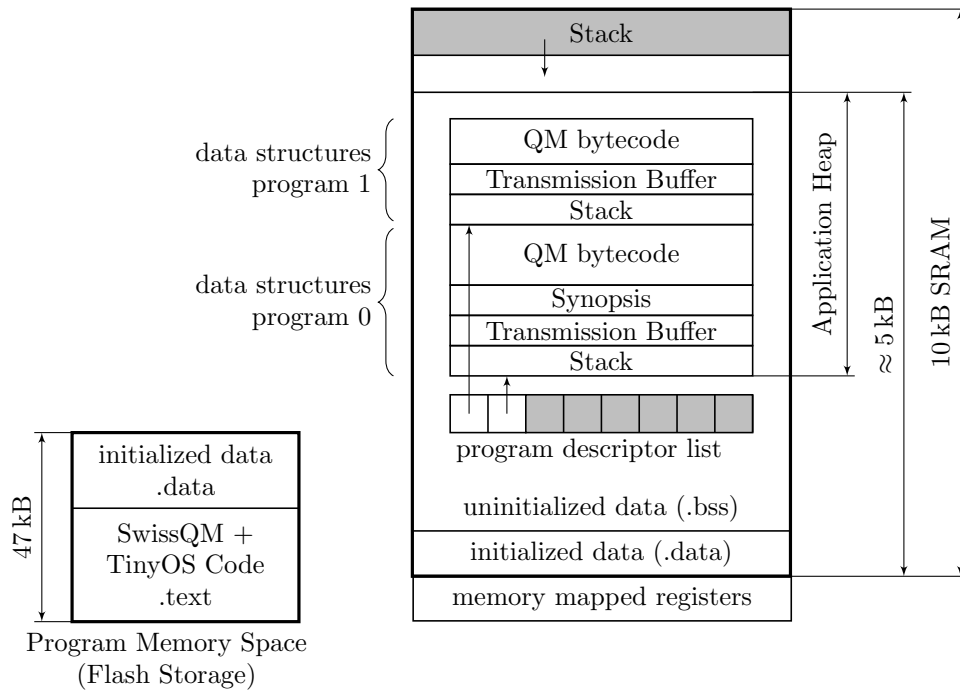 Stack
QM bytecode
Transmission Buffer
Stack
QM bytecode
Synopsis
Transmission Buffer
Stack
data structures
program 1
data structures
program 0
program descriptor list
uninitialized data (.bss)
initialized data (.data)
memory mapped registers
Application Heap
≈ 5 kB
10 kB SRAM
47 kB
initialized data
.data
SwissQM +
TinyOS Code
.text
Program Memory Space
(Flash Storage)